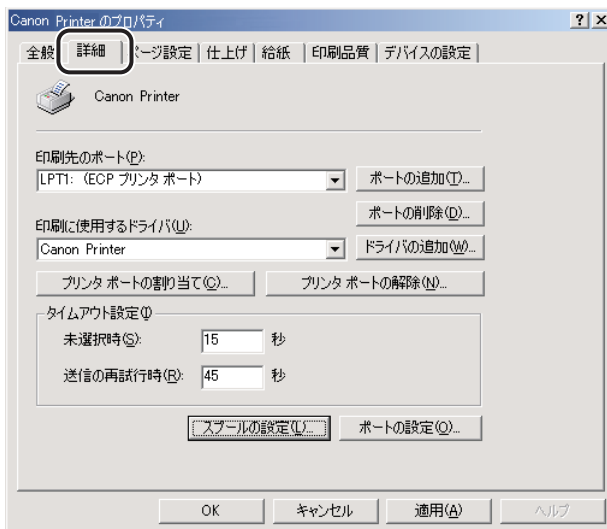 Canon Printer のプロパティ
全般 詳細 ページ設定 仕上げ 給紙 印刷品質 デバイスの設定
Canon Printer
印刷先のポート(P):
LPT1: (ECP プリンタ ポート) ポートの追加(T)...
ポートの削除(D)...
印刷に使用するドライバ(U):
Canon Printer ドライバの追加(W)...
プリンタ ポートの割り当て(C)... プリンタ ポートの解除(N)...
タイムアウト設定(I)
未選択時(S): 15 秒
送信の再試行時(R): 45 秒
スプールの設定(L)... ポートの設定(O)...
OK キャンセル 適用(A) ヘルプ